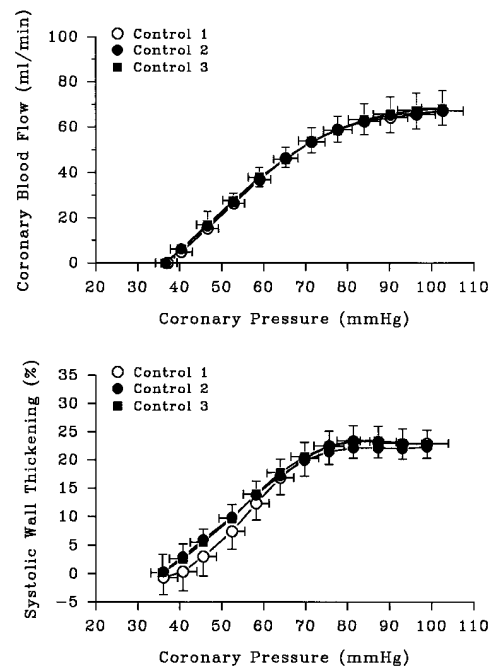 Coronary Blood Flow (ml/min)
100
80
60
40
20
0
Control 1
Control 2
Control 3
20 30 40 50 60 70 80 90 100 110
Coronary Pressure (mmHg)
Systolic Wall Thickening (%)
35
30
25
20
15
10
5
0
-5
Control 1
Control 2
Control 3
20 30 40 50 60 70 80 90 100 110
Coronary Pressure (mmHg)